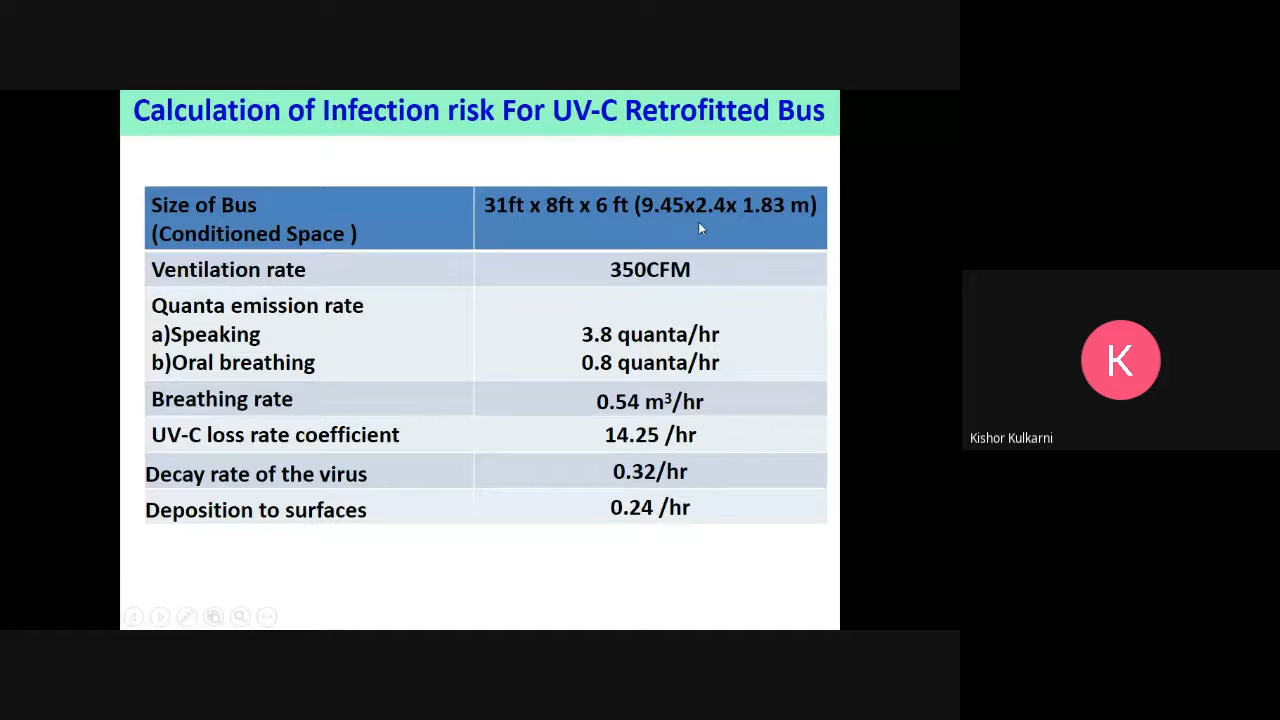 Calculation of Infection risk For UV-C Retrofitted Bus
Size of Bus
(Conditioned Space )
31ft x 8ft x 6 ft (9.45x2.4x 1.83 m)
Ventilation rate
350CFM
Quanta emission rate
a)Speaking
3.8 quanta/hr
b)Oral breathing
0.8 quanta/hr
Breathing rate
0.54 m³/hr
UV-C loss rate coefficient
14.25 /hr
Decay rate of the virus
0.32/hr
Deposition to surfaces
0.24 /hr
K
Kishor Kulkarni